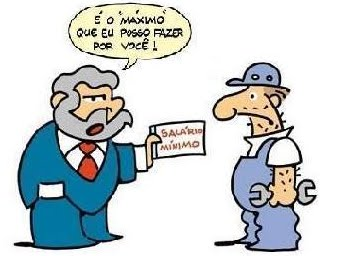 É O "MÁXIMO"
QUE EU POSSO FAZER
POR VOCÊ!
SALÁRIO
MÍNIMO